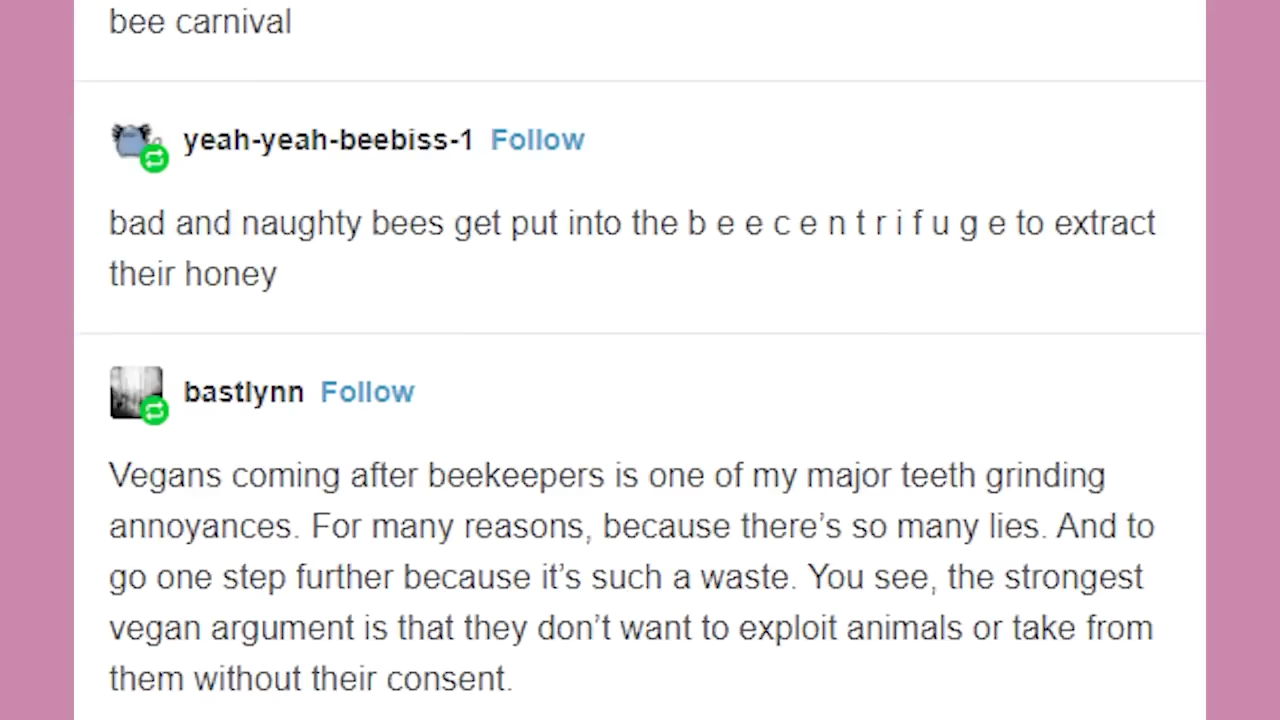 bee carnival
yeah-yeah-beebiss-1 Follow
bad and naughty bees get put into the b e e c e n t r i f u g e to extract
their honey
bastlynn Follow
Vegans coming after beekeepers is one of my major teeth grinding
annoyances. For many reasons, because there’s so many lies. And to
go one step further because it’s such a waste. You see, the strongest
vegan argument is that they don’t want to exploit animals or take from
them without their consent.